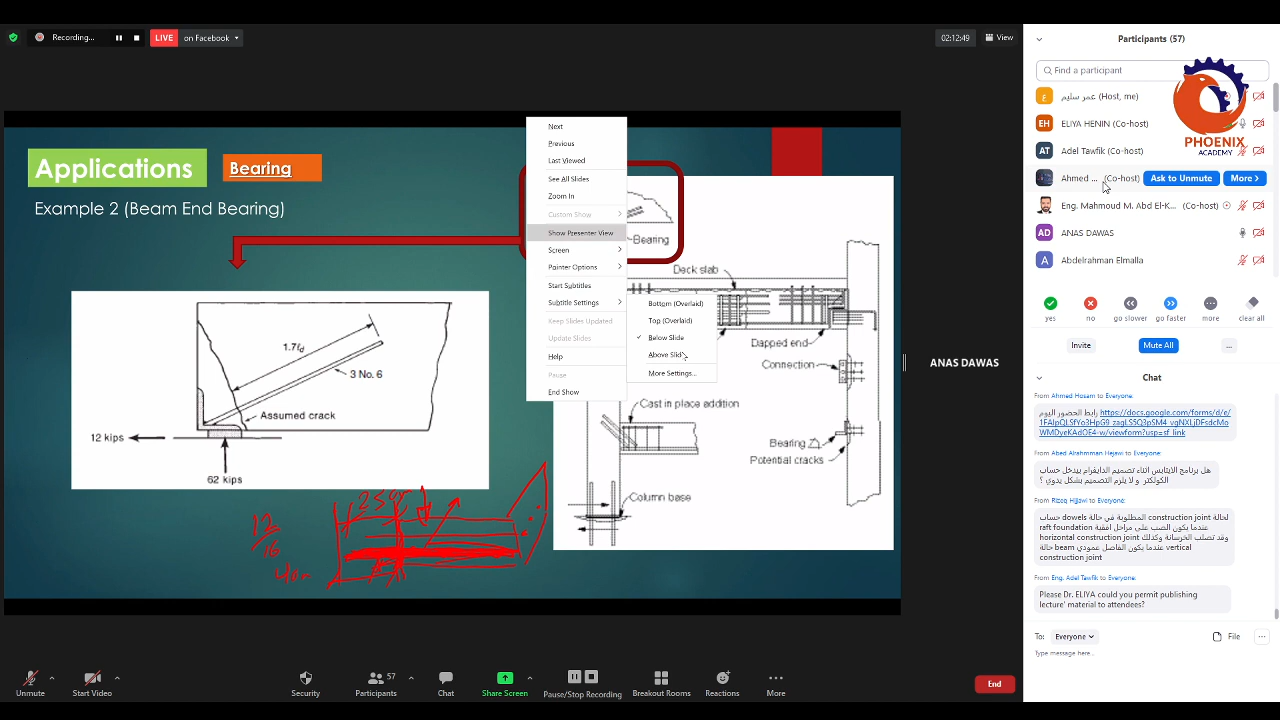 Recording...
LIVE
on Facebook
02:12:49
View
Applications
Bearing
Example 2 (Beam End Bearing)
1.7ℓd
3 No. 6
Assumed crack
12 kips
62 kips
12
16
Next
Previous
Last Viewed
See All Slides
Zoom In
Custom Show
Show Presenter View
Screen
Pointer Options
Start Subtitles
Subtitle Settings
Keep Slides Updated
Update Slides
Help
Pause
End Show
Bottom (Overlaid)
Top (Overlaid)
Below Slide
Above Slide
More Settings...
Bearing
Deck slab
Dapped end
Connection
Cast in place addition
Bearing
Potential cracks
Column base
ANAS DAWAS
Participants (57)
Find a participant
ع
عمر سليم (Host, me)
EH
ELIYA HENIN (Co-host)
AT
Adel Tawfik (Co-host)
Ahmed ... (Co-host)
Ask to Unmute
More
Eng. Mahmoud M. Abd El-K... (Co-host)
AD
ANAS DAWAS
A
Abdelrahman Elmalla
PHOENIX
ACADEMY
yes
no
go slower
go faster
more
clear all
Invite
Mute All
...
Chat
From Ahmed Hosam to Everyone:
رابط الحضور اليوم https://docs.google.com/forms/d/e/
1FAIpQLSfYo3HpG9_zagLS5Q3pSM4_vgNXLjDFsdcMo
WMDyeKAdOE4-w/viewform?usp=sf_link
From Abed Alrahmman Hejawi to Everyone:
هل برنامج الايتابس اثناء تصميم الدايفرام بيدخل حساب
الكولكتر و لا يلزم التصميم بشكل يدوي ؟
From Rizeq Hijjawi to Everyone:
حساب dowels المطلوبة في حالة construction joint لحالة
raft foundation عندما يكون الصب على مراحل افقية
horizontal construction joint وقد تصلب الخرسانة وكذلك
حالة beam عندما يكون الفاصل عمودي vertical
construction joint
From Eng. Adel Tawfik to Everyone:
Please Dr. ELIYA could you permit publishing
lecture' material to attendees?
To:
Everyone
File
Type message here...
Unmute
Start Video
Security
57
Participants
Chat
Share Screen
Pause/Stop Recording
Breakout Rooms
Reactions
More
End